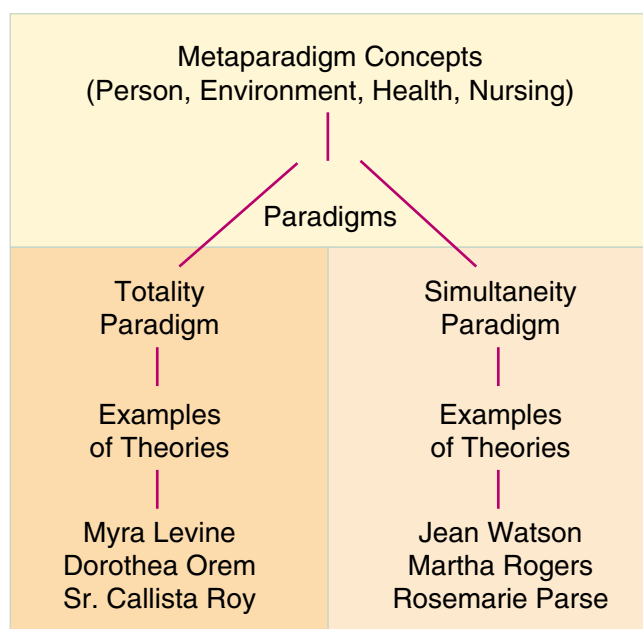 Metaparadigm Concepts
(Person, Environment, Health, Nursing)
Paradigms
Totality
Paradigm
Examples
of Theories
Myra Levine
Dorothea Orem
Sr. Callista Roy
Simultaneity
Paradigm
Examples
of Theories
Jean Watson
Martha Rogers
Rosemarie Parse